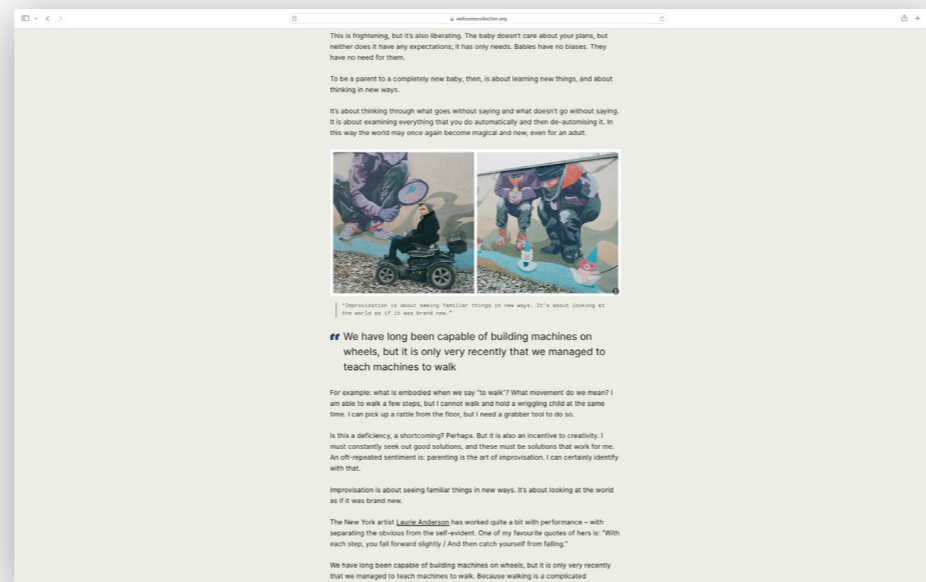 wellcomecollection.org
This is frightening, but it's also liberating. The baby doesn't care about your plans, but
neither does it have any expectations; it has only needs. Babies have no biases. They
have no need for them.
To be a parent to a completely new baby, then, is about learning new things, and about
thinking in new ways.
It's about thinking through what goes without saying and what doesn't go without saying.
It is about examining everything that you do automatically and then de-automising it. In
this way the world may once again become magical and new, even for an adult.
"Improvisation is about seeing familiar things in new ways. It's about looking at
the world as if it was brand new."
We have long been capable of building machines on
wheels, but it is only very recently that we managed to
teach machines to walk
For example: what is embodied when we say "to walk"? What movement do we mean? I
am able to walk a few steps, but I cannot walk and hold a wriggling child at the same
time. I can pick up a rattle from the floor, but I need a grabber tool to do so.
Is this a deficiency, a shortcoming? Perhaps. But it is also an incentive to creativity. I
must constantly seek out good solutions, and these must be solutions that work for me.
An oft-repeated sentiment is: parenting is the art of improvisation. I can certainly identify
with that.
Improvisation is about seeing familiar things in new ways. It's about looking at the world
as if it was brand new.
The New York artist Laurie Anderson has worked quite a bit with performance – with
separating the obvious from the self-evident. One of my favourite quotes of hers is: "With
each step, you fall forward slightly / And then catch yourself from falling."
We have long been capable of building machines on wheels, but it is only very recently
that we managed to teach machines to walk. Because walking is a complicated